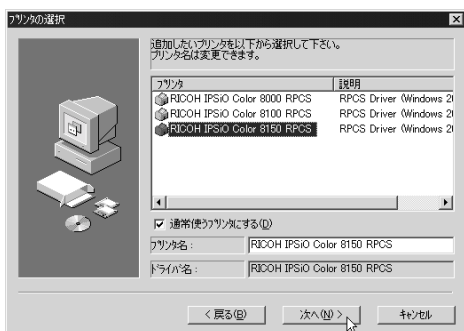 プリンタの選択
追加したいプリンタを以下から選択して下さい。
プリンタ名は変更できます。
プリンタ 説明
RICOH IPSiO Color 8000 RPCS RPCS Driver (Windows 2
RICOH IPSiO Color 8100 RPCS RPCS Driver (Windows 2
RICOH IPSiO Color 8150 RPCS RPCS Driver (Windows 2
通常使うプリンタにする(D)
プリンタ名: RICOH IPSiO Color 8150 RPCS
ドライバ名: RICOH IPSiO Color 8150 RPCS
< 戻る(B) 次へ(N) > キャンセル